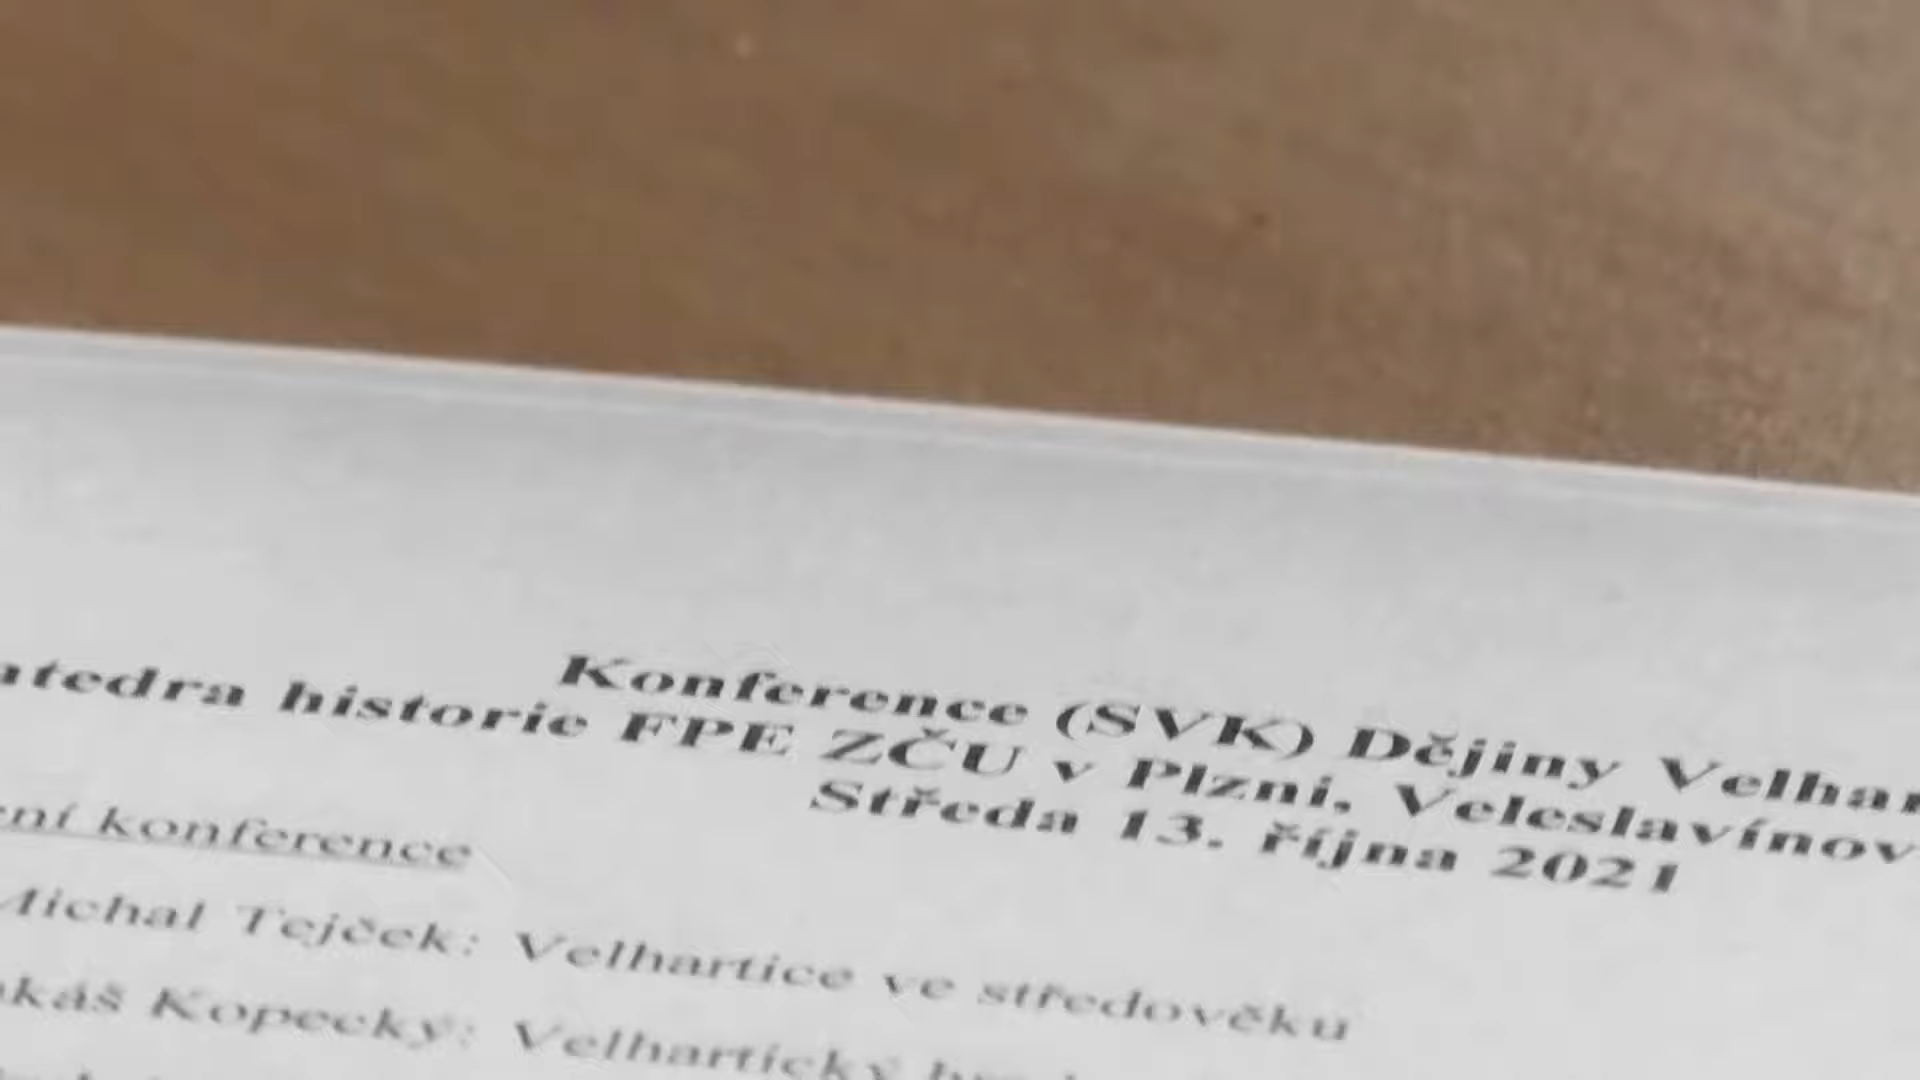 Konference (SVK) Dějiny Velhar
atedra historie FPE ZČU v Plzni, Veleslavínov
Středa 13. října 2021
ení konference
Michal Tejček: Velhartice ve středověku
káš Kopecký: Velhartický